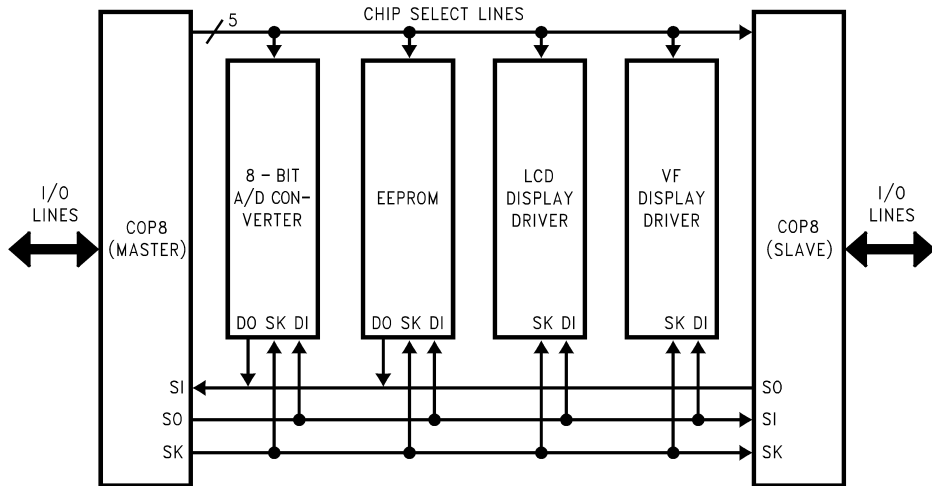 CHIP SELECT LINES
5
I/O
LINES
COP8
(MASTER)
8 - BIT
A/D CON-
VERTER
DO SK DI
EEPROM
DO SK DI
LCD
DISPLAY
DRIVER
SK DI
VF
DISPLAY
DRIVER
SK DI
COP8
(SLAVE)
I/O
LINES
SI
SO
SK
SO
SI
SK